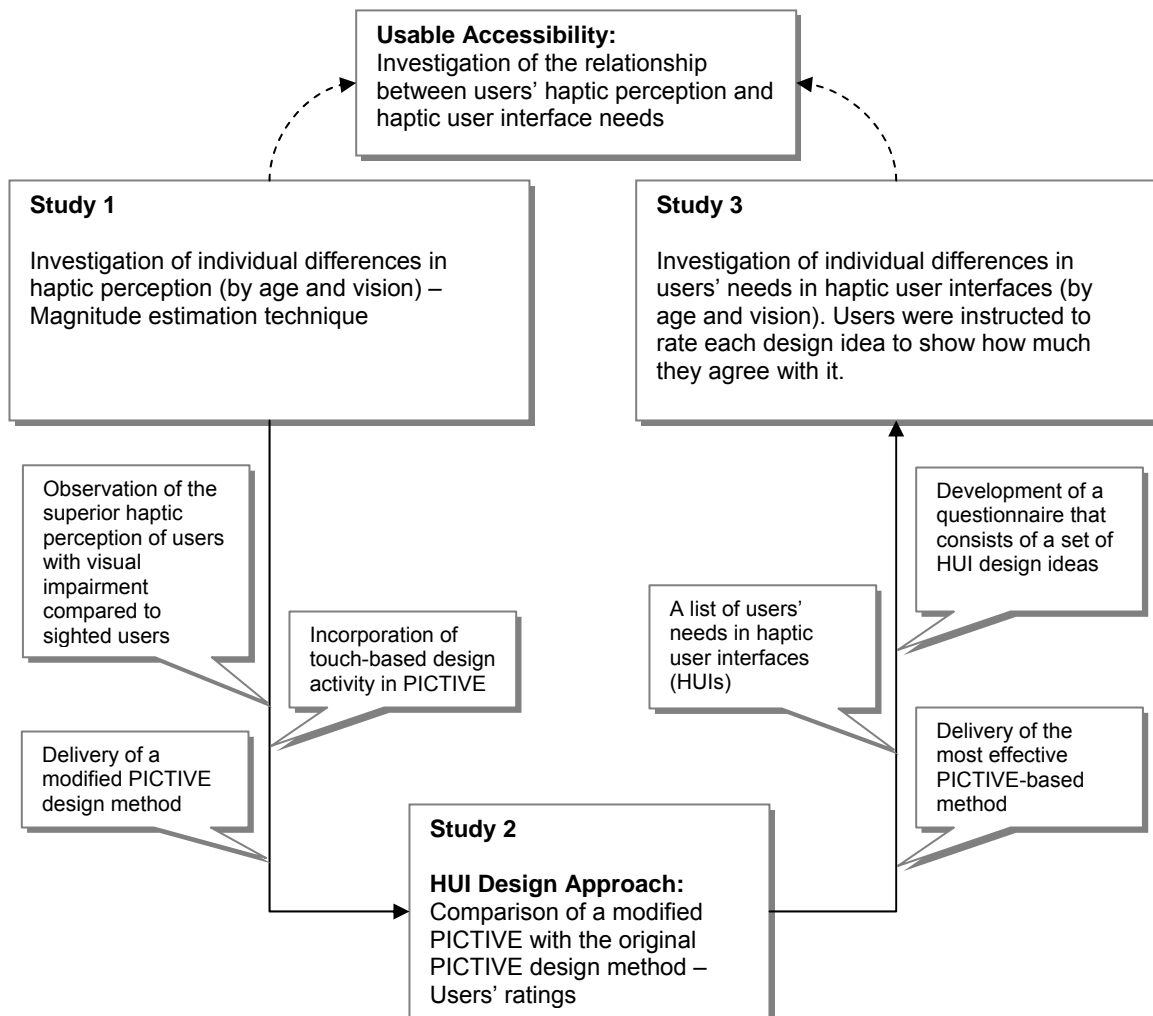 Usable Accessibility:
Investigation of the relationship
between users’ haptic perception and
haptic user interface needs
Study 1
Investigation of individual differences in
haptic perception (by age and vision) –
Magnitude estimation technique
Study 3
Investigation of individual differences in
users’ needs in haptic user interfaces (by
age and vision). Users were instructed to
rate each design idea to show how much
they agree with it.
Observation of the
superior haptic
perception of users
with visual
impairment
compared to
sighted users
Incorporation of
touch-based design
activity in PICTIVE
Delivery of a
modified PICTIVE
design method
Development of a
questionnaire that
consists of a set of
HUI design ideas
A list of users’
needs in haptic
user interfaces
(HUIs)
Delivery of the
most effective
PICTIVE-based
method
Study 2
HUI Design Approach:
Comparison of a modified
PICTIVE with the original
PICTIVE design method –
Users’ ratings